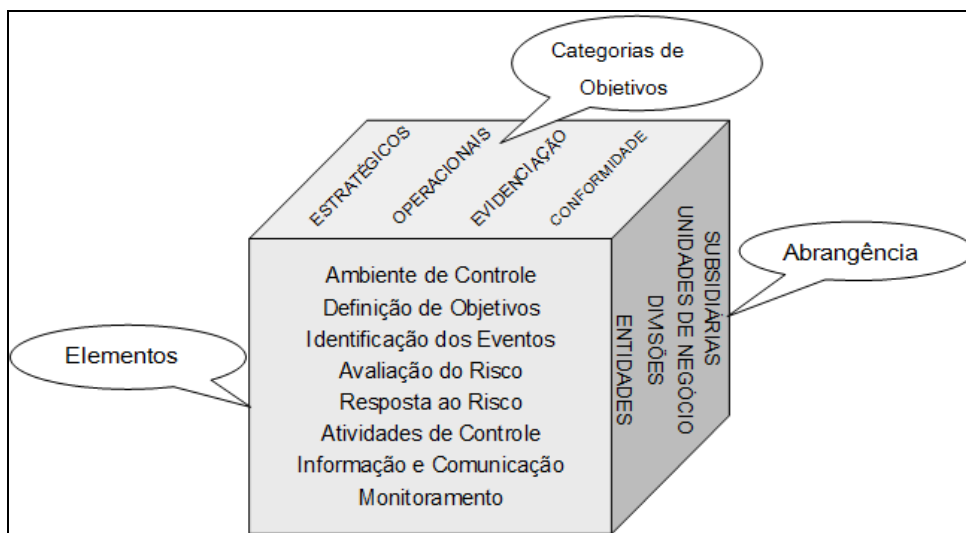 Categorias de
Objetivos
ESTRATÉGICOS
OPERACIONAIS
EVIDENCIAÇÃO
CONFORMIDADE
Ambiente de Controle
Definição de Objetivos
Identificação dos Eventos
Avaliação do Risco
Resposta ao Risco
Atividades de Controle
Informação e Comunicação
Monitoramento
Elementos
ENTIDADES
DIVISÕES
UNIDADES DE NEGÓCIO
SUBSIDIÁRIAS
Abrangência